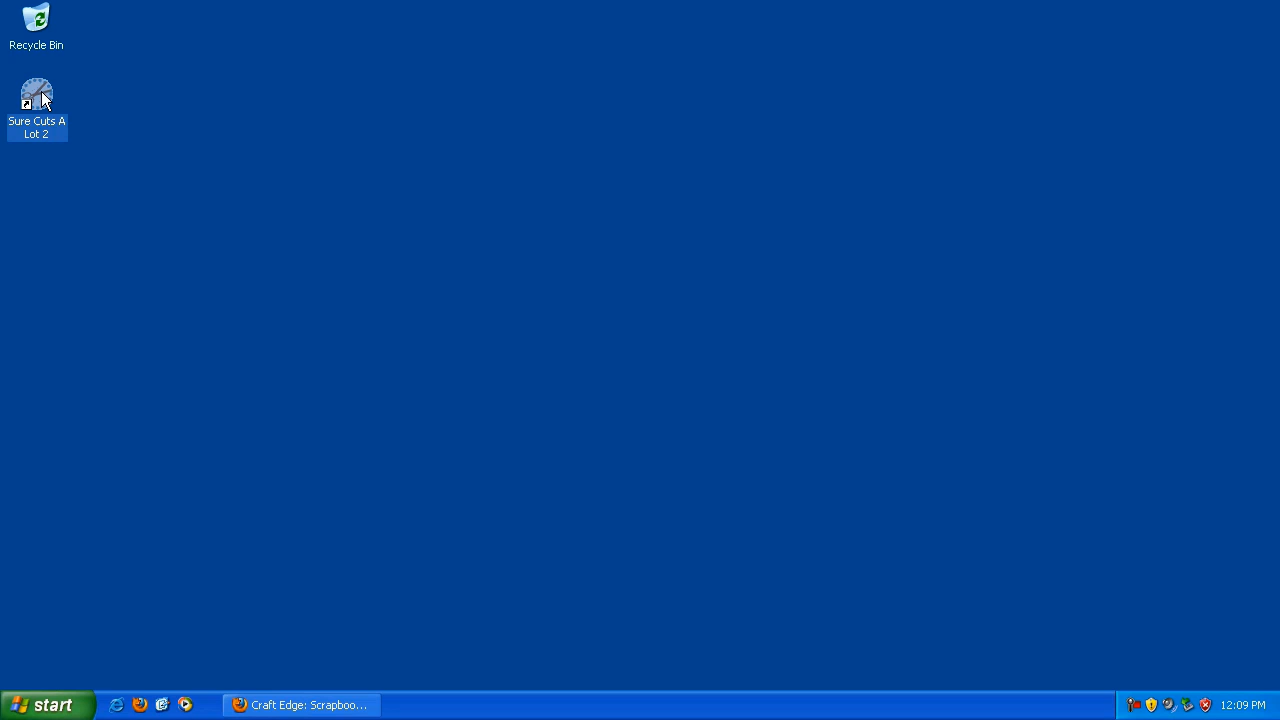 Recycle Bin
Sure Cuts A
Lot 2
start
Craft Edge: Scrapboo...
12:09 PM